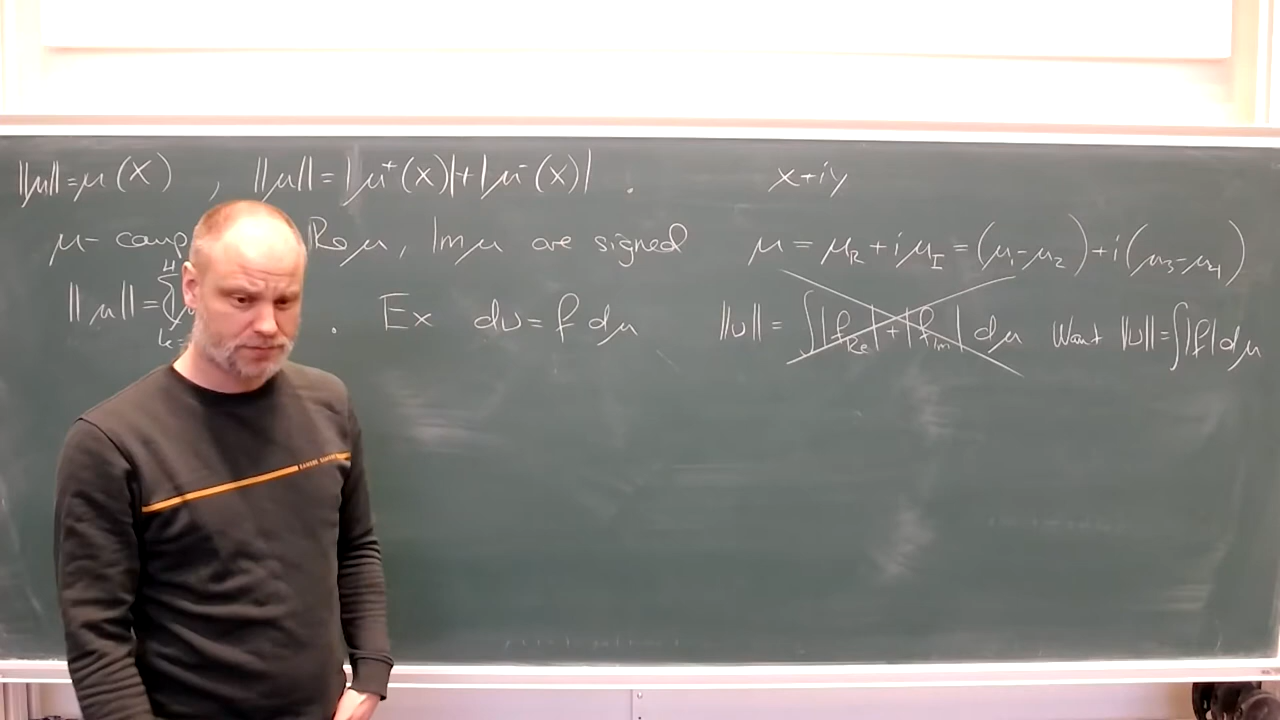 ||μ|| = μ(X) , ||μ|| = |μ⁺(X)| + |μ⁻(X)| .
x+iy
μ- comp Re μ, Im μ are signed
μ = μ_R + i μ_I = (μ₁-μ₂) + i (μ₃-μ₄)
||μ|| = .
Ex dν = f dμ
||ν|| = ∫|f_Re| + |f_Im| dμ Want ||ν|| = ∫|f| dμ